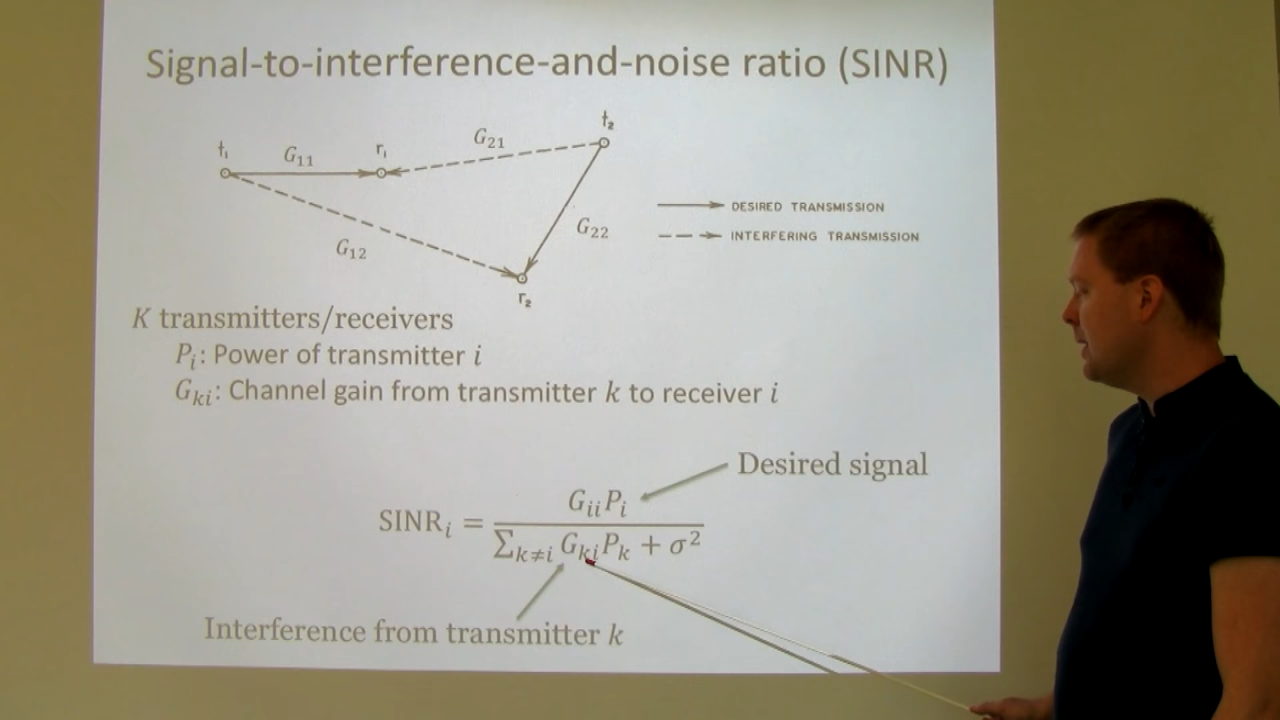 Signal-to-interference-and-noise ratio (SINR)
t₁ G₁₁ r₁ G₂₁ t₂
G₁₂ G₂₂ r₂
DESIRED TRANSMISSION
INTERFERING TRANSMISSION
K transmitters/receivers
Pᵢ: Power of transmitter i
Gₖᵢ: Channel gain from transmitter k to receiver i
Desired signal
SINRᵢ = GᵢᵢPᵢ / (∑ₖ≠ᵢ GₖᵢPₖ + σ²)
Interference from transmitter k